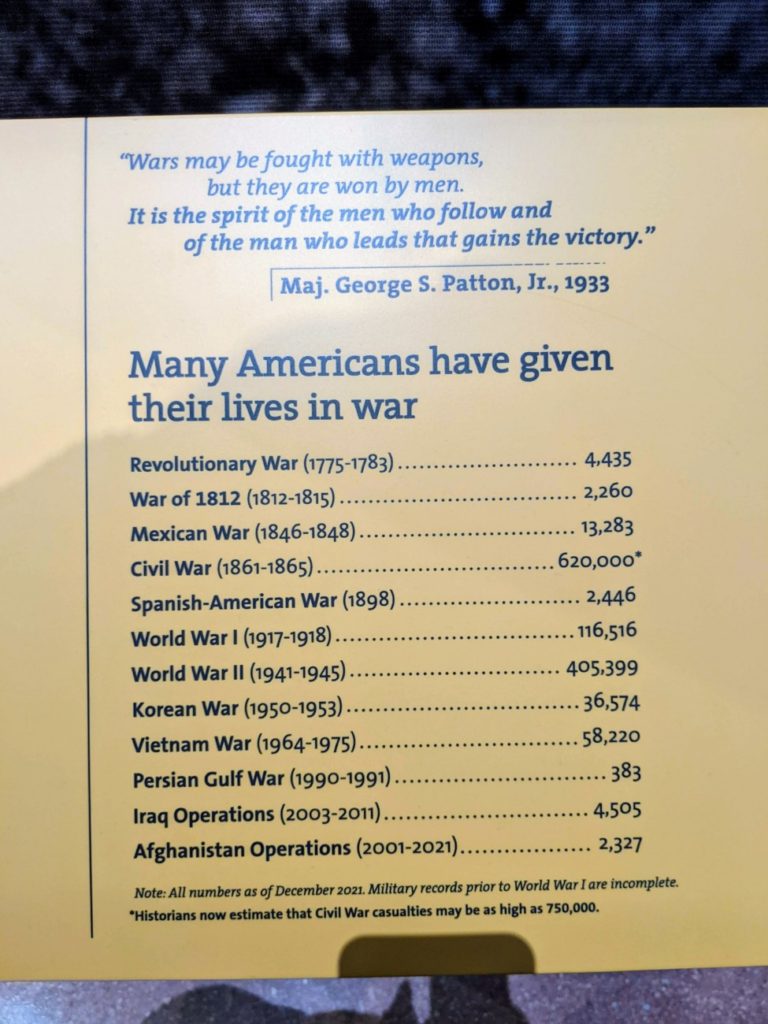 “Wars may be fought with weapons,
but they are won by men.
It is the spirit of the men who follow and
of the man who leads that gains the victory.”
Maj. George S. Patton, Jr., 1933
Many Americans have given
their lives in war
Revolutionary War (1775-1783)........................... 4,435
War of 1812 (1812-1815)................................... 2,260
Mexican War (1846-1848)................................ 13,283
Civil War (1861-1865)...................................620,000*
Spanish-American War (1898)........................... 2,446
World War I (1917-1918)...................................116,516
World War II (1941-1945)............................... 405,399
Korean War (1950-1953)..................................36,574
Vietnam War (1964-1975)................................58,220
Persian Gulf War (1990-1991)............................... 383
Iraq Operations (2003-2011).............................. 4,505
Afghanistan Operations (2001-2021)................... 2,327
Note: All numbers as of December 2021. Military records prior to World War I are incomplete.
*Historians now estimate that Civil War casualties may be as high as 750,000.